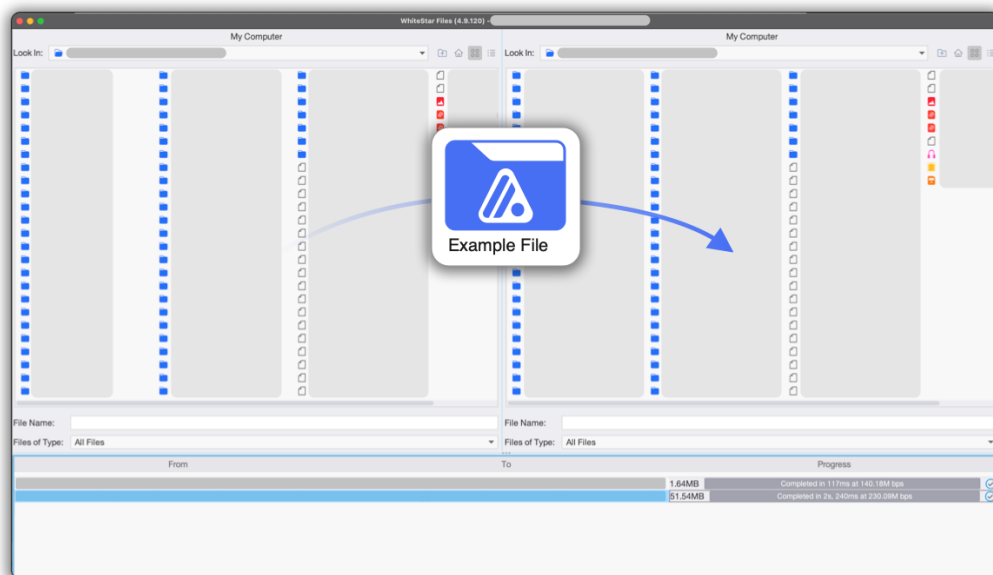 WhiteStar Files (4.9.120) -
My Computer
My Computer
Look In:
Look In:
Example File
File Name:
File Name:
Files of Type: All Files
Files of Type: All Files
From To Progress
1.64MB Completed in 117ms at 140.18M bps
51.54MB Completed in 2s, 240ms at 230.09M bps